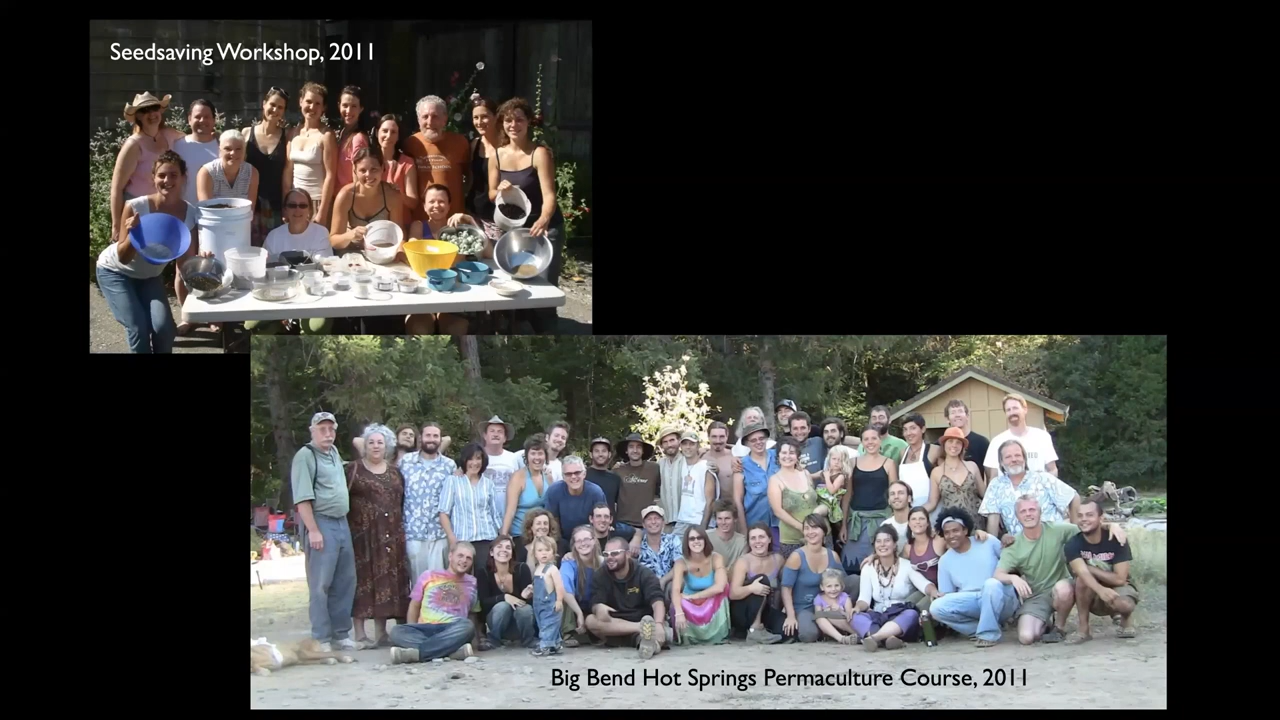 Seedsaving Workshop, 2011
Big Bend Hot Springs Permaculture Course, 2011